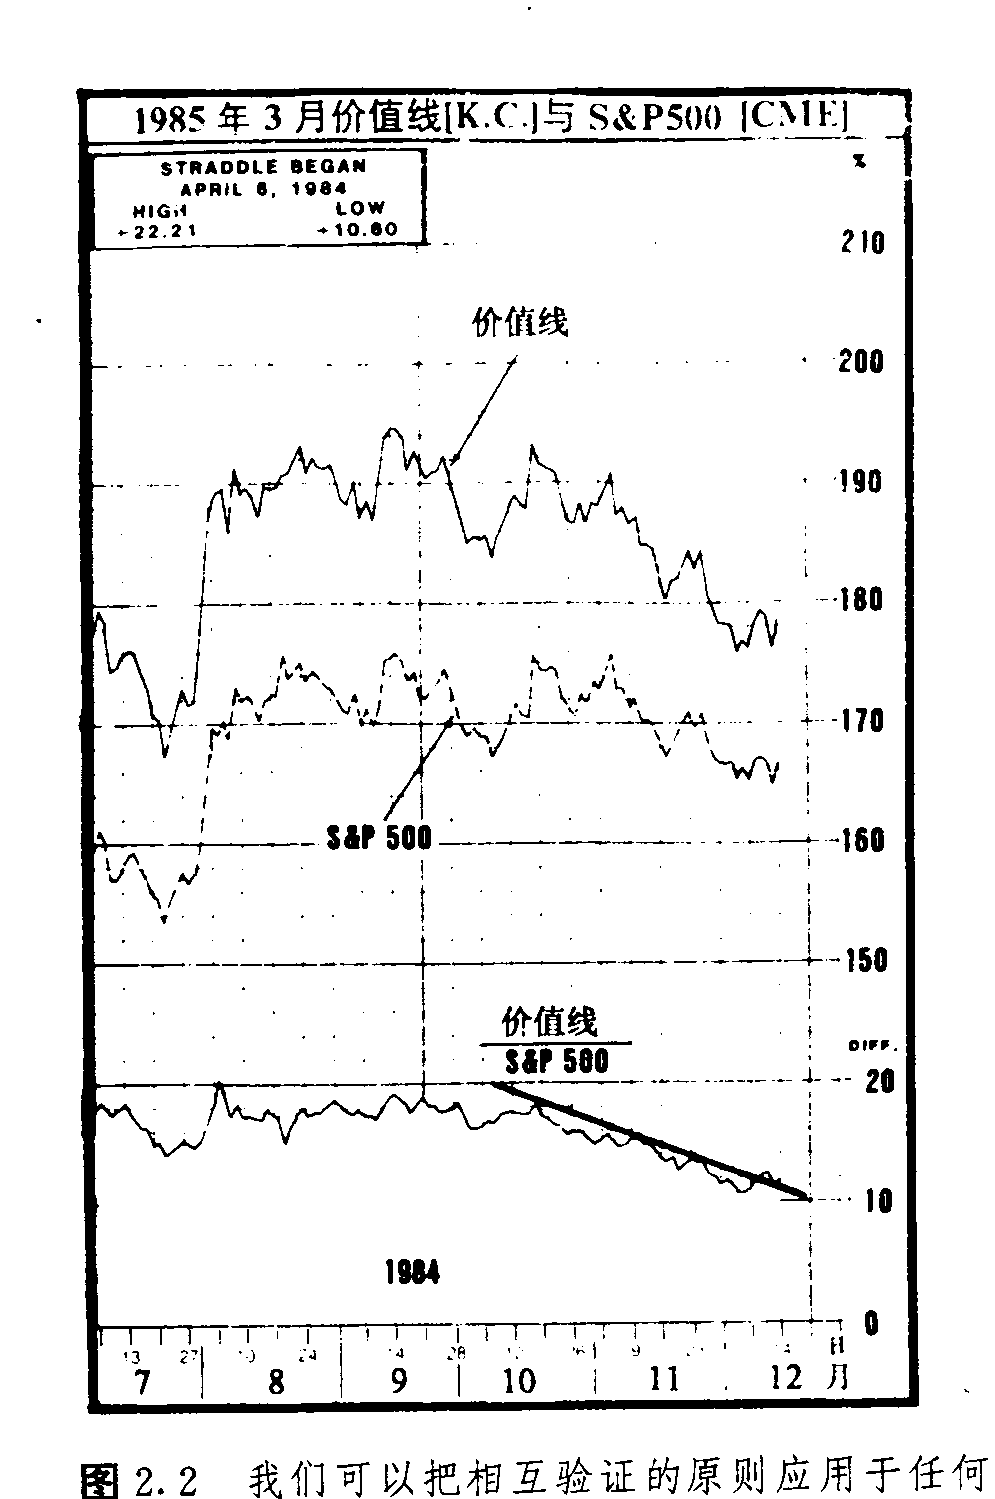 1985 年 3 月价值线[K.C.]与 S&P500 [CME]
STRADDLE BEGAN
APRIL 6, 1984
HIGH LOW
+22.21 +10.60
%
210
价值线
200
190
180
170
S&P 500
160
150
价值线
S&P 500
DIFF.
20
10
1984
0
13 27 10 24 14 28 12 26 9 4 日
7 8 9 10 11 12 月
图 2.2 我们可以把相互验证的原则应用于任何